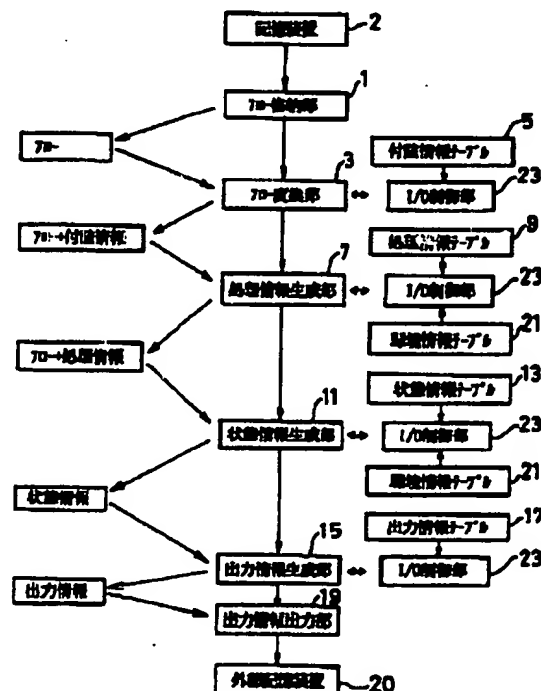 記憶装置
2
1
フロー格納部
フロー
5
付随情報テーブル
3
フロー変換部
I/O制御部
23
フロー+付随情報
処理情報テーブル
9
7
処理情報生成部
I/O制御部
23
環境情報テーブル
21
フロー+処理情報
状態情報テーブル
13
11
状態情報生成部
I/O制御部
23
環境情報テーブル
21
状態情報
出力情報テーブル
17
15
出力情報生成部
I/O制御部
23
出力情報
19
出力情報出力部
外部記憶装置
20